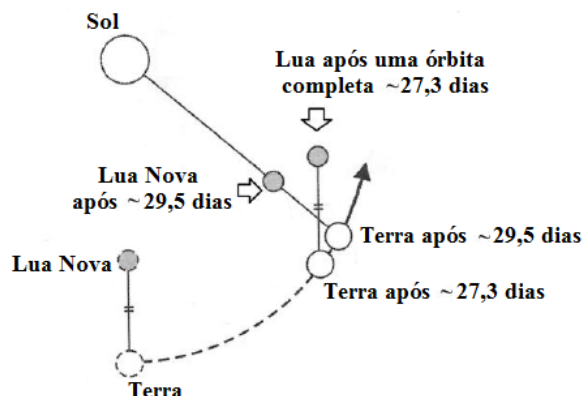 Sol
Lua após uma órbita
completa ~27,3 dias
Lua Nova
após ~29,5 dias
Terra após ~29,5 dias
Lua Nova
Terra após ~27,3 dias
Terra